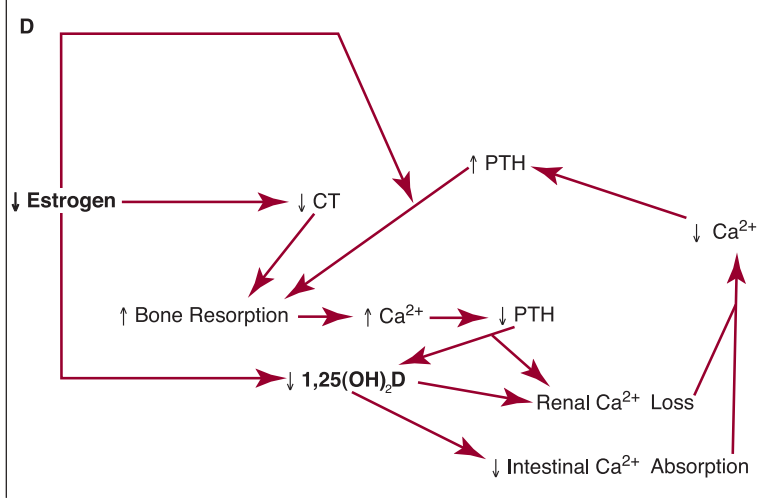 D
↑ PTH
↓ Estrogen
↓ CT
↓ Ca²⁺
↑ Bone Resorption
↑ Ca²⁺
↓ PTH
↓ 1,25(OH)₂D
Renal Ca²⁺ Loss
↓ Intestinal Ca²⁺ Absorption